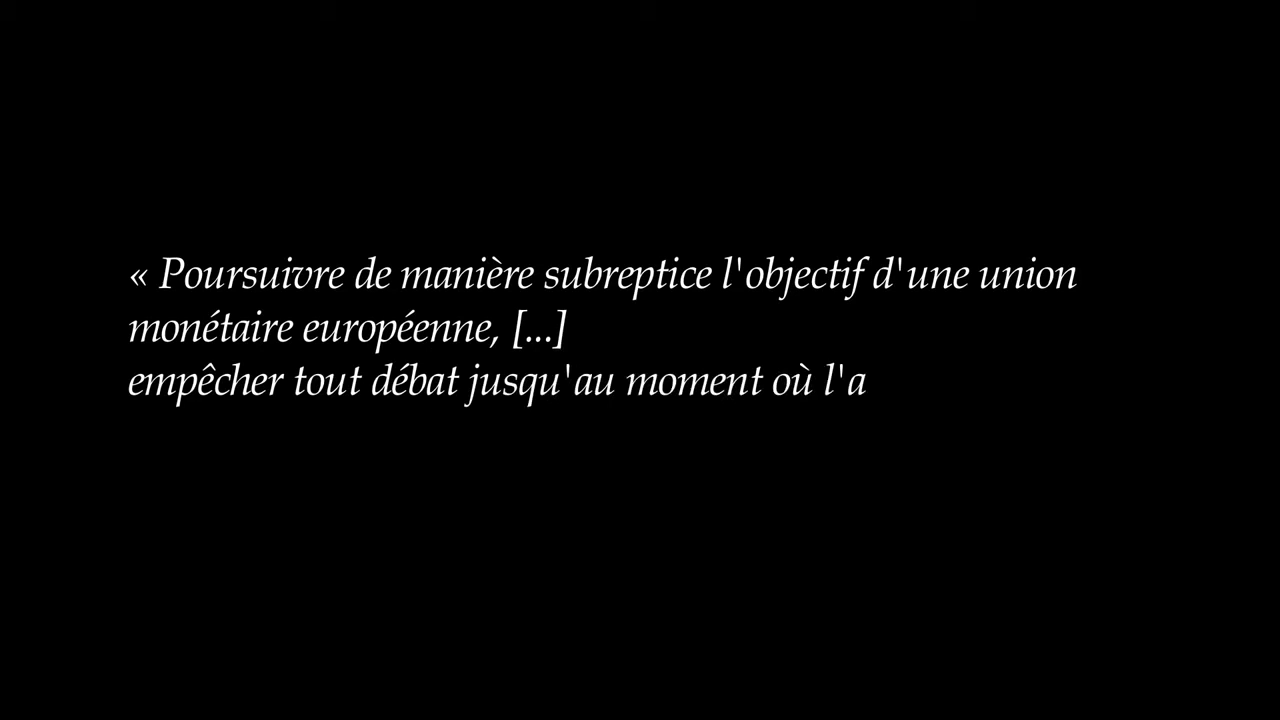 « Poursuivre de manière subreptice l'objectif d'une union
monétaire européenne, [...]
empêcher tout débat jusqu'au moment où l'a